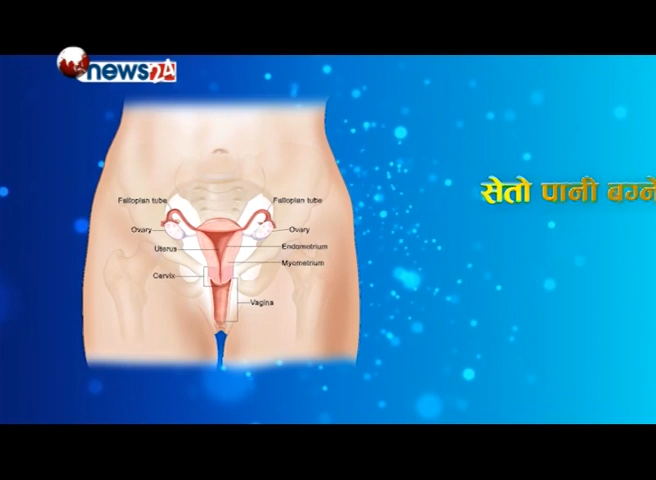 news24
Fallopian tube
Fallopian tube
Ovary
Ovary
Uterus
Endometrium
Myometrium
Cervix
Vagina
सेतो पानी बग्ने